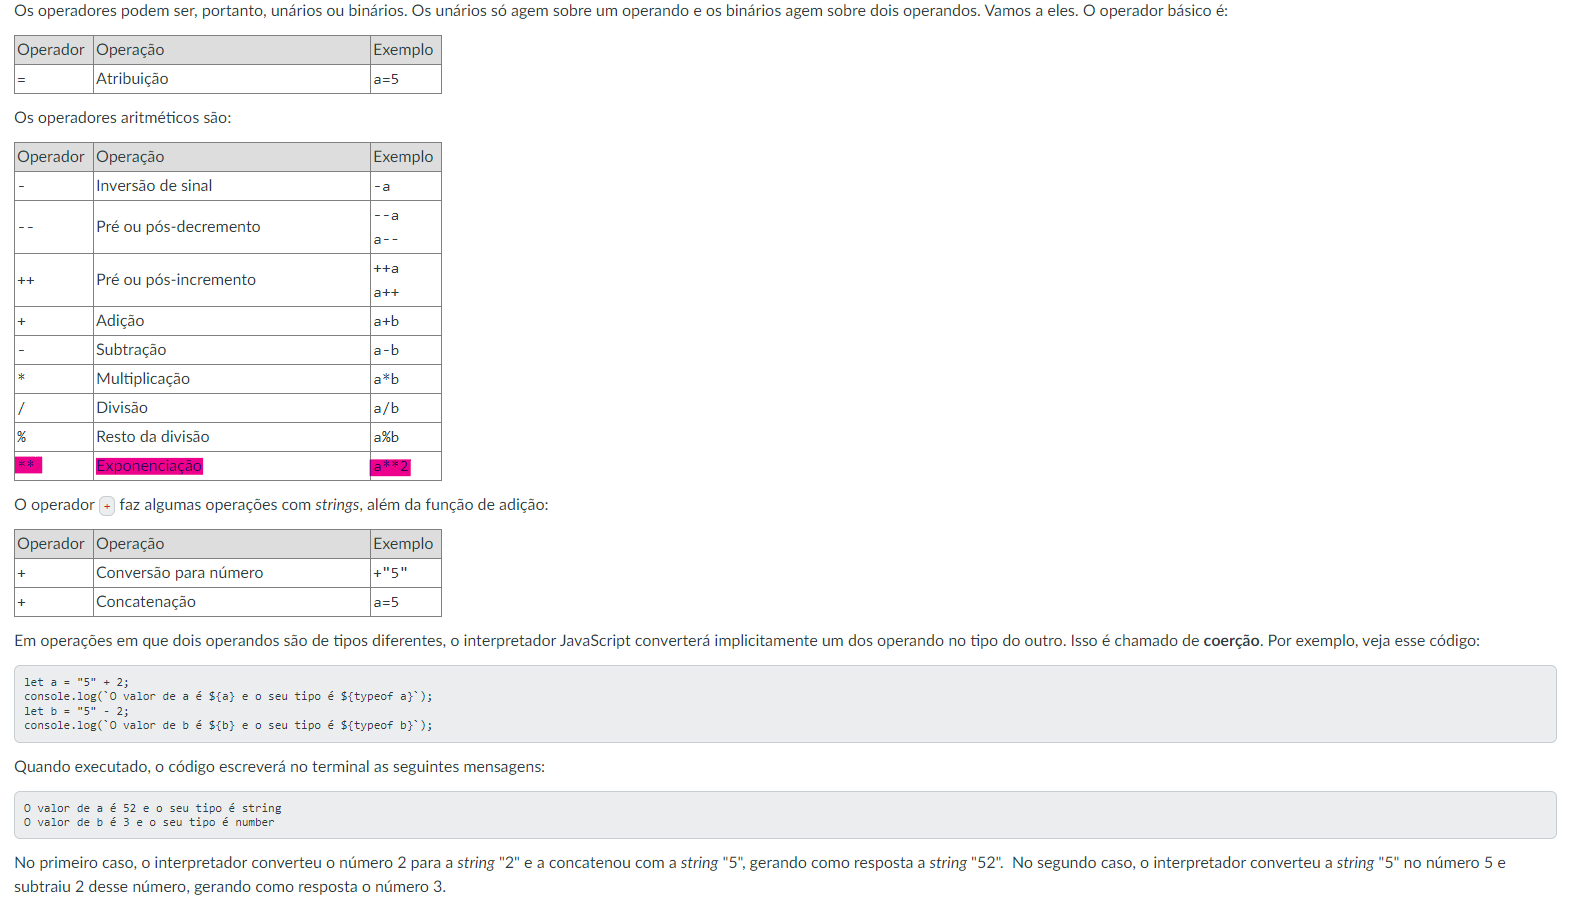 Os operadores podem ser, portanto, unários ou binários. Os unários só agem sobre um operando e os binários agem sobre dois operandos. Vamos a eles. O operador básico é:
Operador Operação Exemplo
= Atribuição a=5
Os operadores aritméticos são:
Operador Operação Exemplo
- Inversão de sinal -a
-- Pré ou pós-decremento --a
a--
++ Pré ou pós-incremento ++a
a++
+ Adição a+b
- Subtração a-b
* Multiplicação a*b
/ Divisão a/b
% Resto da divisão a%b
** Exponenciação a**2
O operador + faz algumas operações com strings, além da função de adição:
Operador Operação Exemplo
+ Conversão para número +"5"
+ Concatenação a=5
Em operações em que dois operandos são de tipos diferentes, o interpretador JavaScript converterá implicitamente um dos operando no tipo do outro. Isso é chamado de coerção. Por exemplo, veja esse código:
let a = "5" + 2;
console.log(`O valor de a é ${a} e o seu tipo é ${typeof a}`);
let b = "5" - 2;
console.log(`O valor de b é ${b} e o seu tipo é ${typeof b}`);
Quando executado, o código escreverá no terminal as seguintes mensagens:
O valor de a é 52 e o seu tipo é string
O valor de b é 3 e o seu tipo é number
No primeiro caso, o interpretador converteu o número 2 para a string "2" e a concatenou com a string "5", gerando como resposta a string "52". No segundo caso, o interpretador converteu a string "5" no número 5 e
subtraiu 2 desse número, gerando como resposta o número 3.